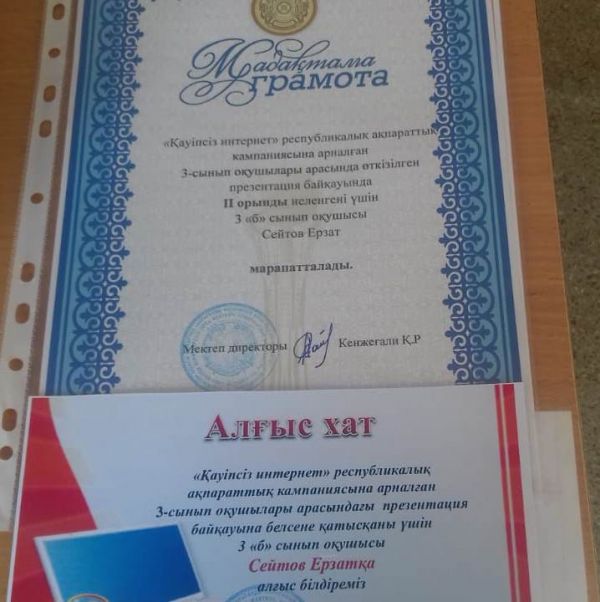 Мадақтама
грамота
«Қауіпсіз интернет» республикалық ақпараттық
кампаниясына арналған
3-сынып оқушылары арасында өткізілген
презентация байқауында
ІІ орынды иеленгені үшін
3 «б» сынып оқушысы
Сейтов Ерзат
марапатталады.
Мектеп директоры Кенжеғали Қ.Р
Алғыс хат
«Қауіпсіз интернет» республикалық
ақпараттық кампаниясына арналған
3-сынып оқушылары арасындағы презентация
байқауына белсене қатысқаны үшін
3 «б» сынып оқушысы
Сейтов Ерзатқа
алғыс білдіреміз